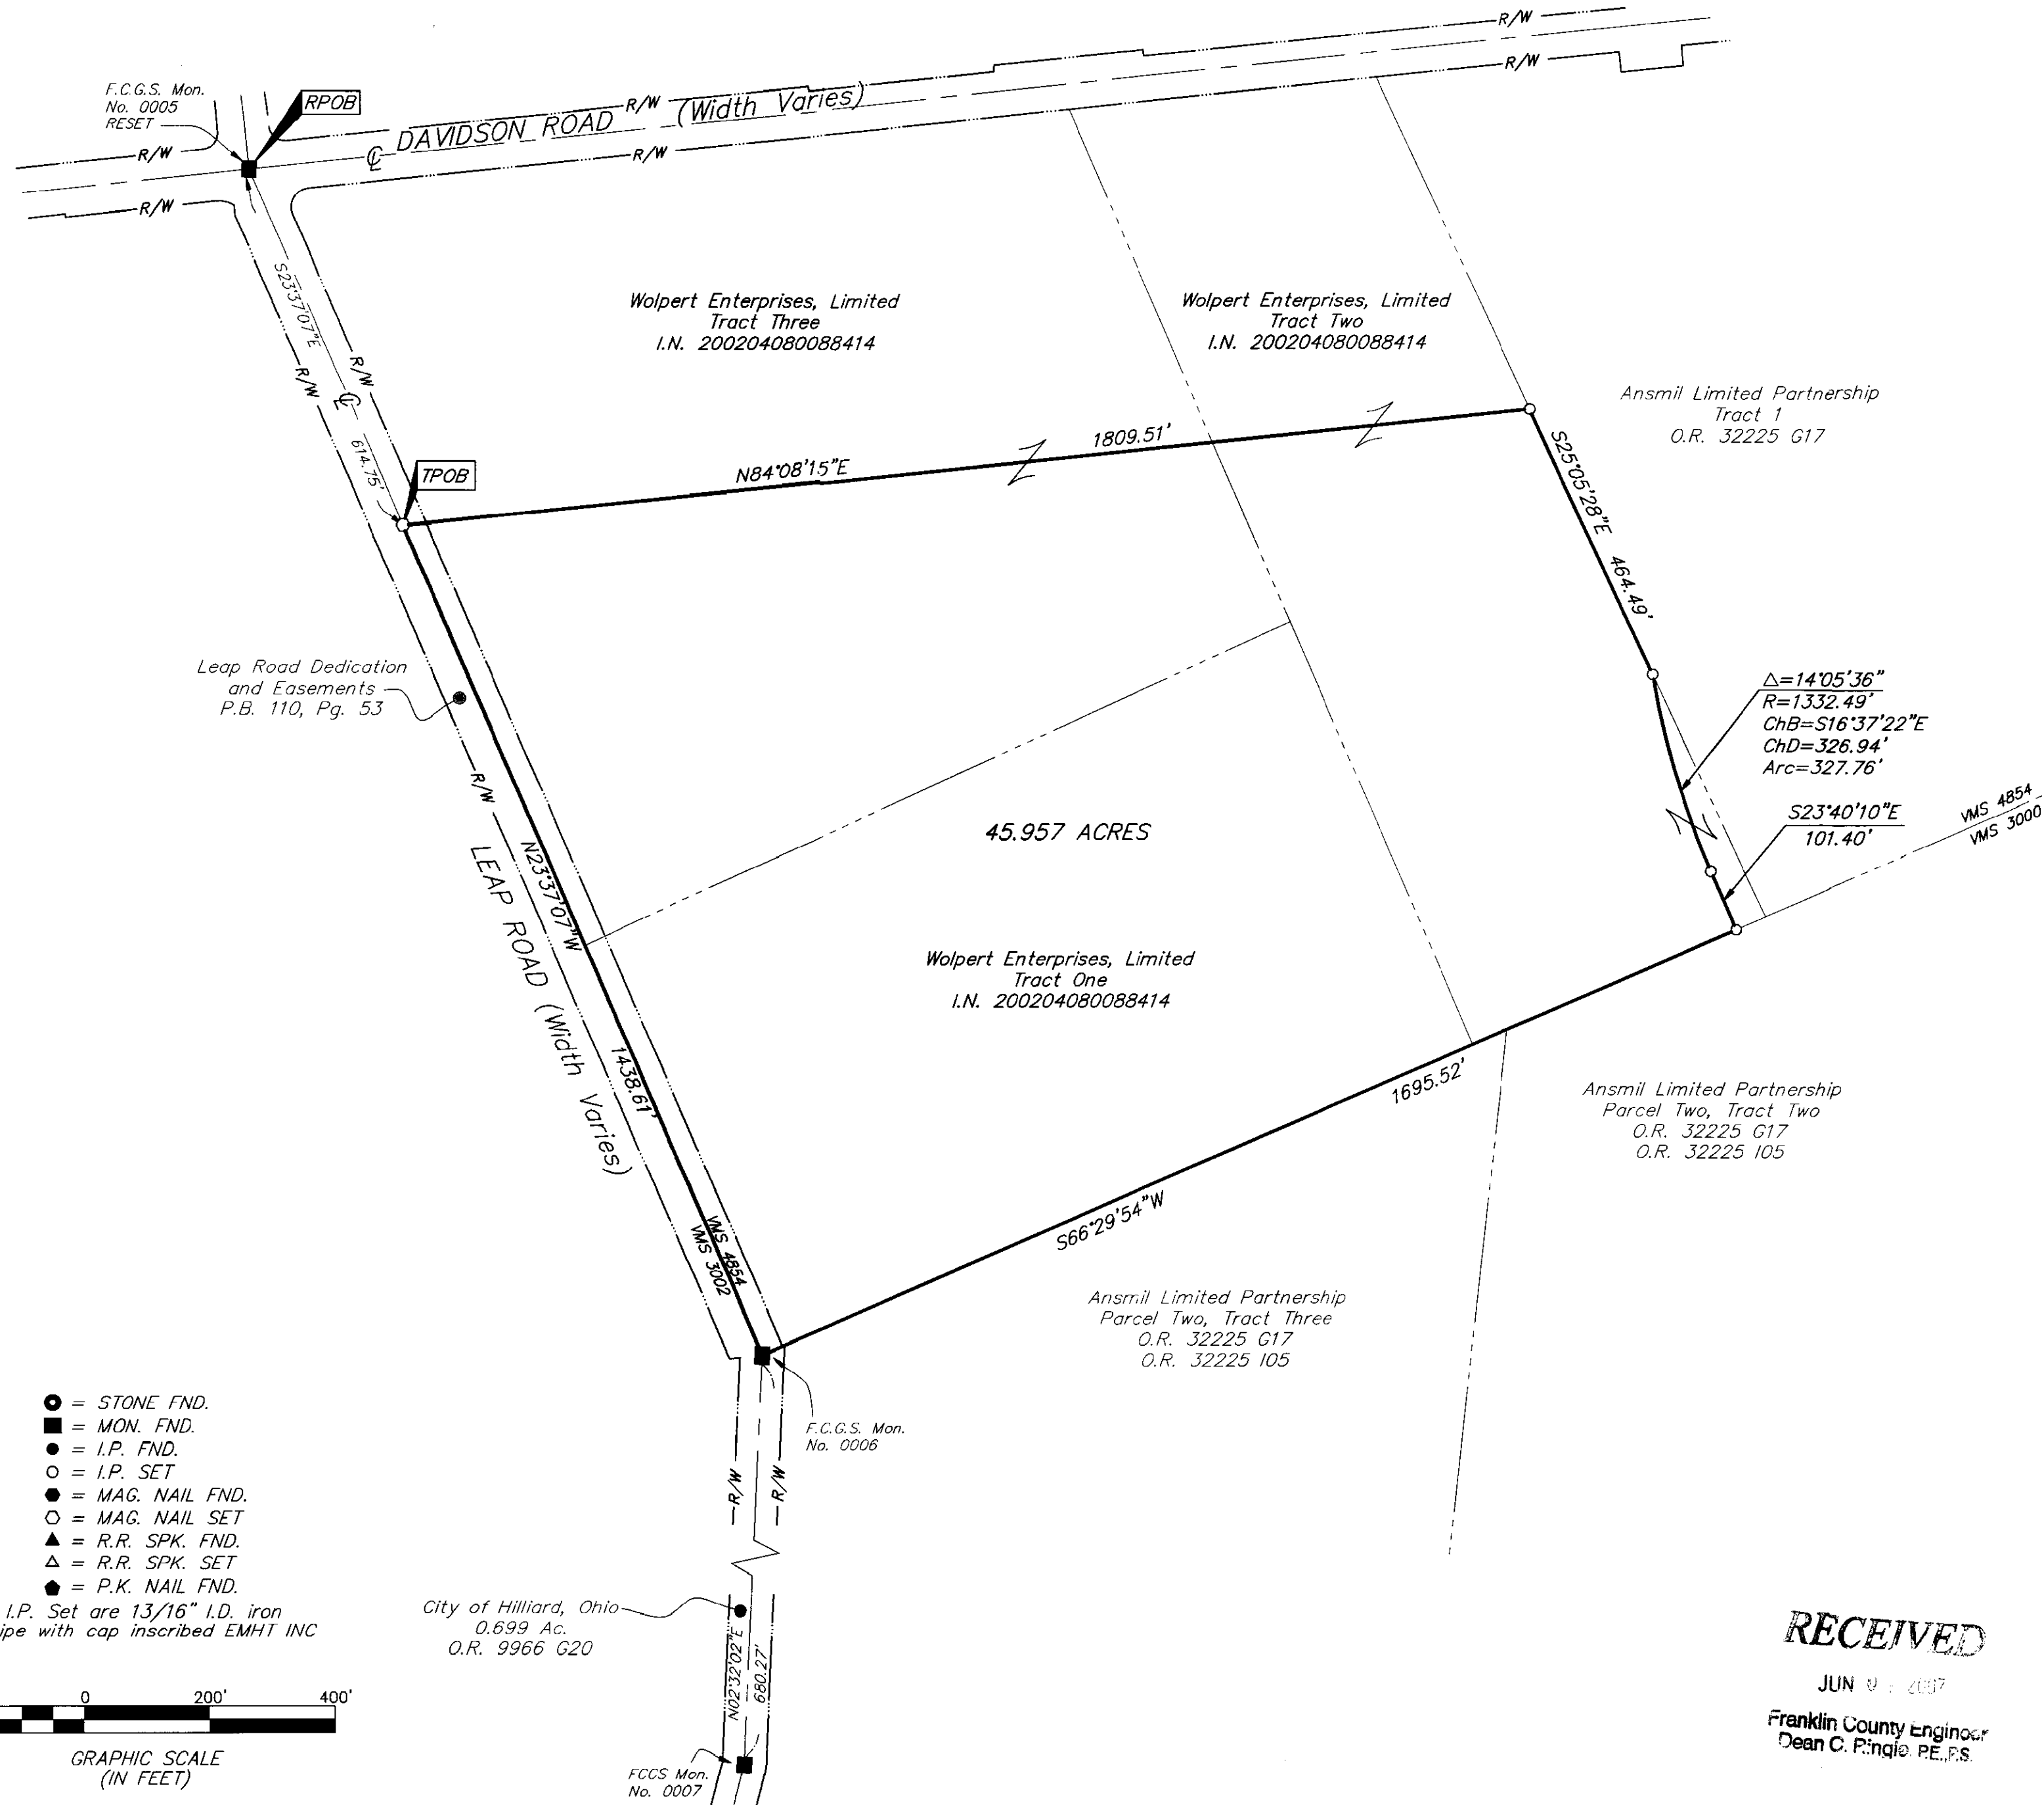 R/W
R/W
F.C.G.S. Mon.
No. 0005
RESET
RPOB
R/W
DAVIDSON ROAD (Width Varies)
R/W
℄
R/W
R/W
S23°37'07"E
R/W
R/W
℄
614.75'
TPOB
Wolpert Enterprises, Limited
Tract Three
I.N. 200204080088414
Wolpert Enterprises, Limited
Tract Two
I.N. 200204080088414
Ansmil Limited Partnership
Tract 1
O.R. 32225 G17
N84°08'15"E
1809.51'
S25°05'28"E 464.49'
Leap Road Dedication
and Easements
P.B. 110, Pg. 53
R/W
△=14°05'36"
R=1332.49'
ChB=S16°37'22"E
ChD=326.94'
Arc=327.76'
S23°40'10"E
101.40'
VMS 4854
VMS 3000
45.957 ACRES
N23°37'07"W
1438.61'
LEAP ROAD (Width Varies)
Wolpert Enterprises, Limited
Tract One
I.N. 200204080088414
1695.52'
S66°29'54"W
Ansmil Limited Partnership
Parcel Two, Tract Two
O.R. 32225 G17
O.R. 32225 I05
VMS 4854
VMS 3002
Ansmil Limited Partnership
Parcel Two, Tract Three
O.R. 32225 G17
O.R. 32225 I05
F.C.G.S. Mon.
No. 0006
R/W
R/W
= STONE FND.
= MON. FND.
= I.P. FND.
= I.P. SET
= MAG. NAIL FND.
= MAG. NAIL SET
= R.R. SPK. FND.
= R.R. SPK. SET
= P.K. NAIL FND.
I.P. Set are 13/16" I.D. iron
ipe with cap inscribed EMHT INC
City of Hilliard, Ohio
0.699 Ac.
O.R. 9966 G20
N02°32'02"E
680.27'
FCCS Mon.
No. 0007
0 200' 400'
GRAPHIC SCALE
(IN FEET)
RECEIVED
JUN 2007
Franklin County Engineer
Dean C. Ringle, P.E., P.S.